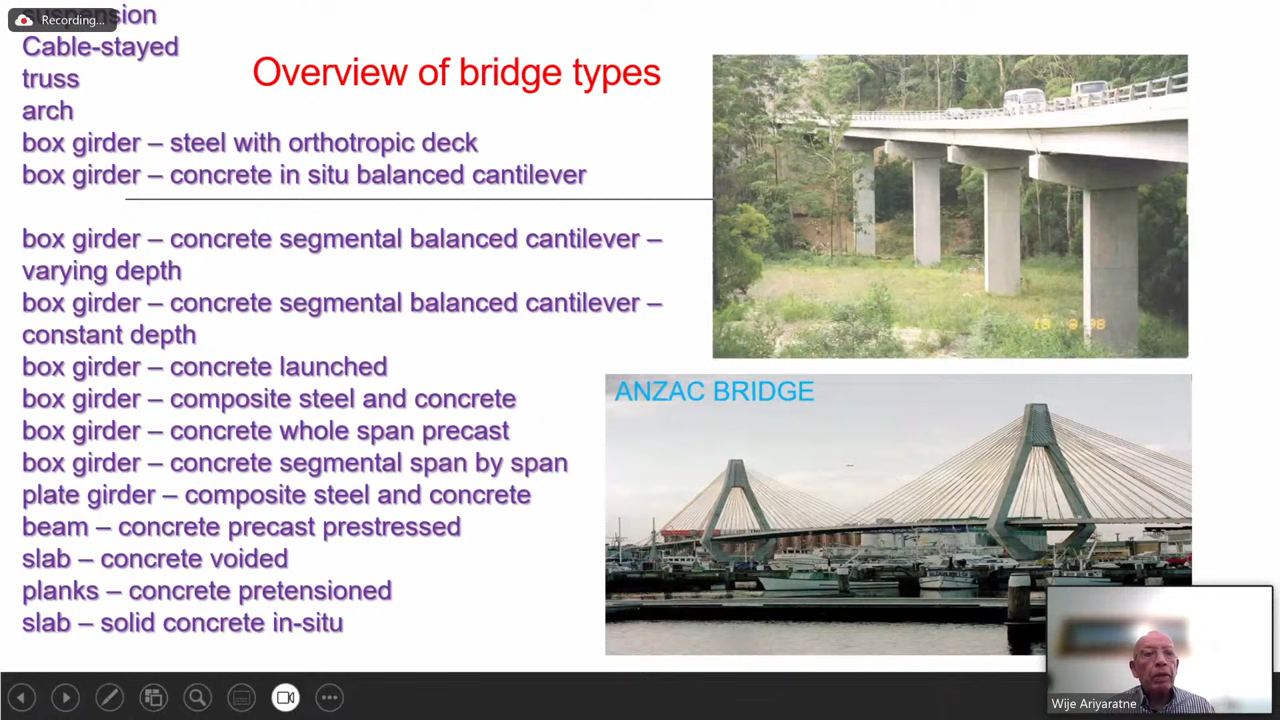 Recording...
suspension
Cable-stayed
truss
arch
Overview of bridge types
box girder – steel with orthotropic deck
box girder – concrete in situ balanced cantilever
box girder – concrete segmental balanced cantilever –
varying depth
box girder – concrete segmental balanced cantilever –
constant depth
box girder – concrete launched
box girder – composite steel and concrete
box girder – concrete whole span precast
box girder – concrete segmental span by span
plate girder – composite steel and concrete
beam – concrete precast prestressed
slab – concrete voided
planks – concrete pretensioned
slab – solid concrete in-situ
ANZAC BRIDGE
Wije Ariyaratne